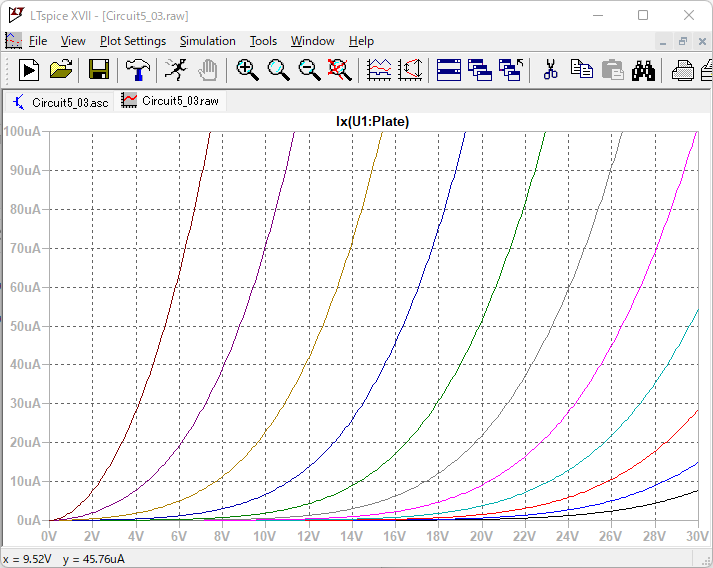 LTspice XVII - [Circuit5_03.raw]
File View Plot Settings Simulation Tools Window Help
Circuit5_03.asc Circuit5_03.raw
Ix(U1:Plate)
100uA
90uA
80uA
70uA
60uA
50uA
40uA
30uA
20uA
10uA
0uA
0V 2V 4V 6V 8V 10V 12V 14V 16V 18V 20V 22V 24V 26V 28V 30V
x = 9.52V y = 45.76uA